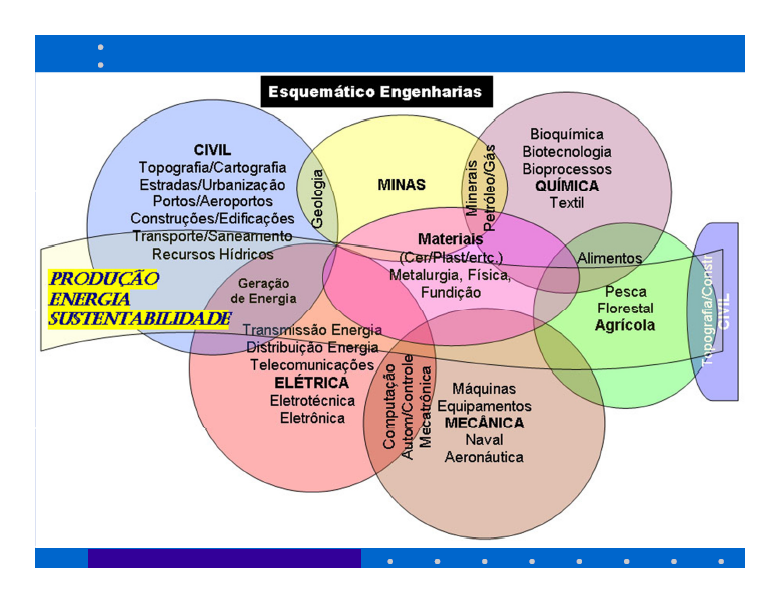 Esquemático Engenharias
CIVIL
Topografia/Cartografia
Estradas/Urbanização
Portos/Aeroportos
Construções/Edificações
Transporte/Saneamento
Recursos Hídricos
Geologia
MINAS
Minerais
Petróleo/Gás
Bioquímica
Biotecnologia
Bioprocessos
QUÍMICA
Textil
Materiais
(Cer/Plast/ertc.)
Metalurgia, Física,
Fundição
Alimentos
Pesca
Florestal
Agrícola
Topografia/Constr
CIVIL
PRODUÇÃO
ENERGIA
SUSTENTABILIDADE
Geração
de Energia
Transmissão Energia
Distribuição Energia
Telecomunicações
ELÉTRICA
Eletrotécnica
Eletrônica
Computação
Autom/Controle
Mecatrônica
Máquinas
Equipamentos
MECÂNICA
Naval
Aeronáutica